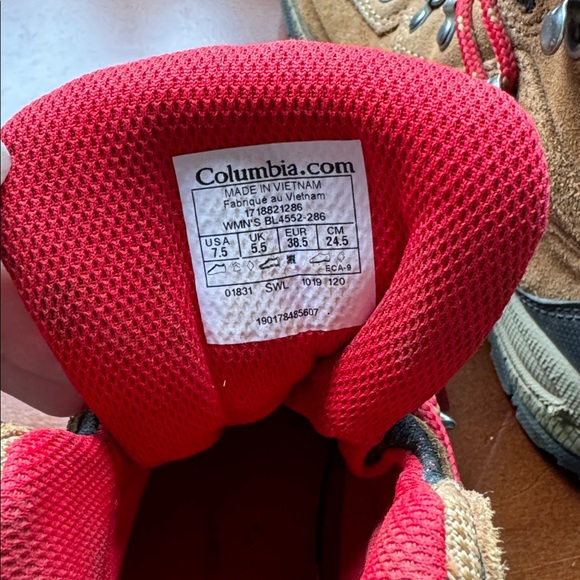 Columbia.com
MADE IN VIETNAM
Fabriqué au Vietnam
1718821286
WMN'S BL4552-286
USA UK EUR CM
7.5 5.5 38.5 24.5
ECA-9
01831 SWL 1019 120
190178485607